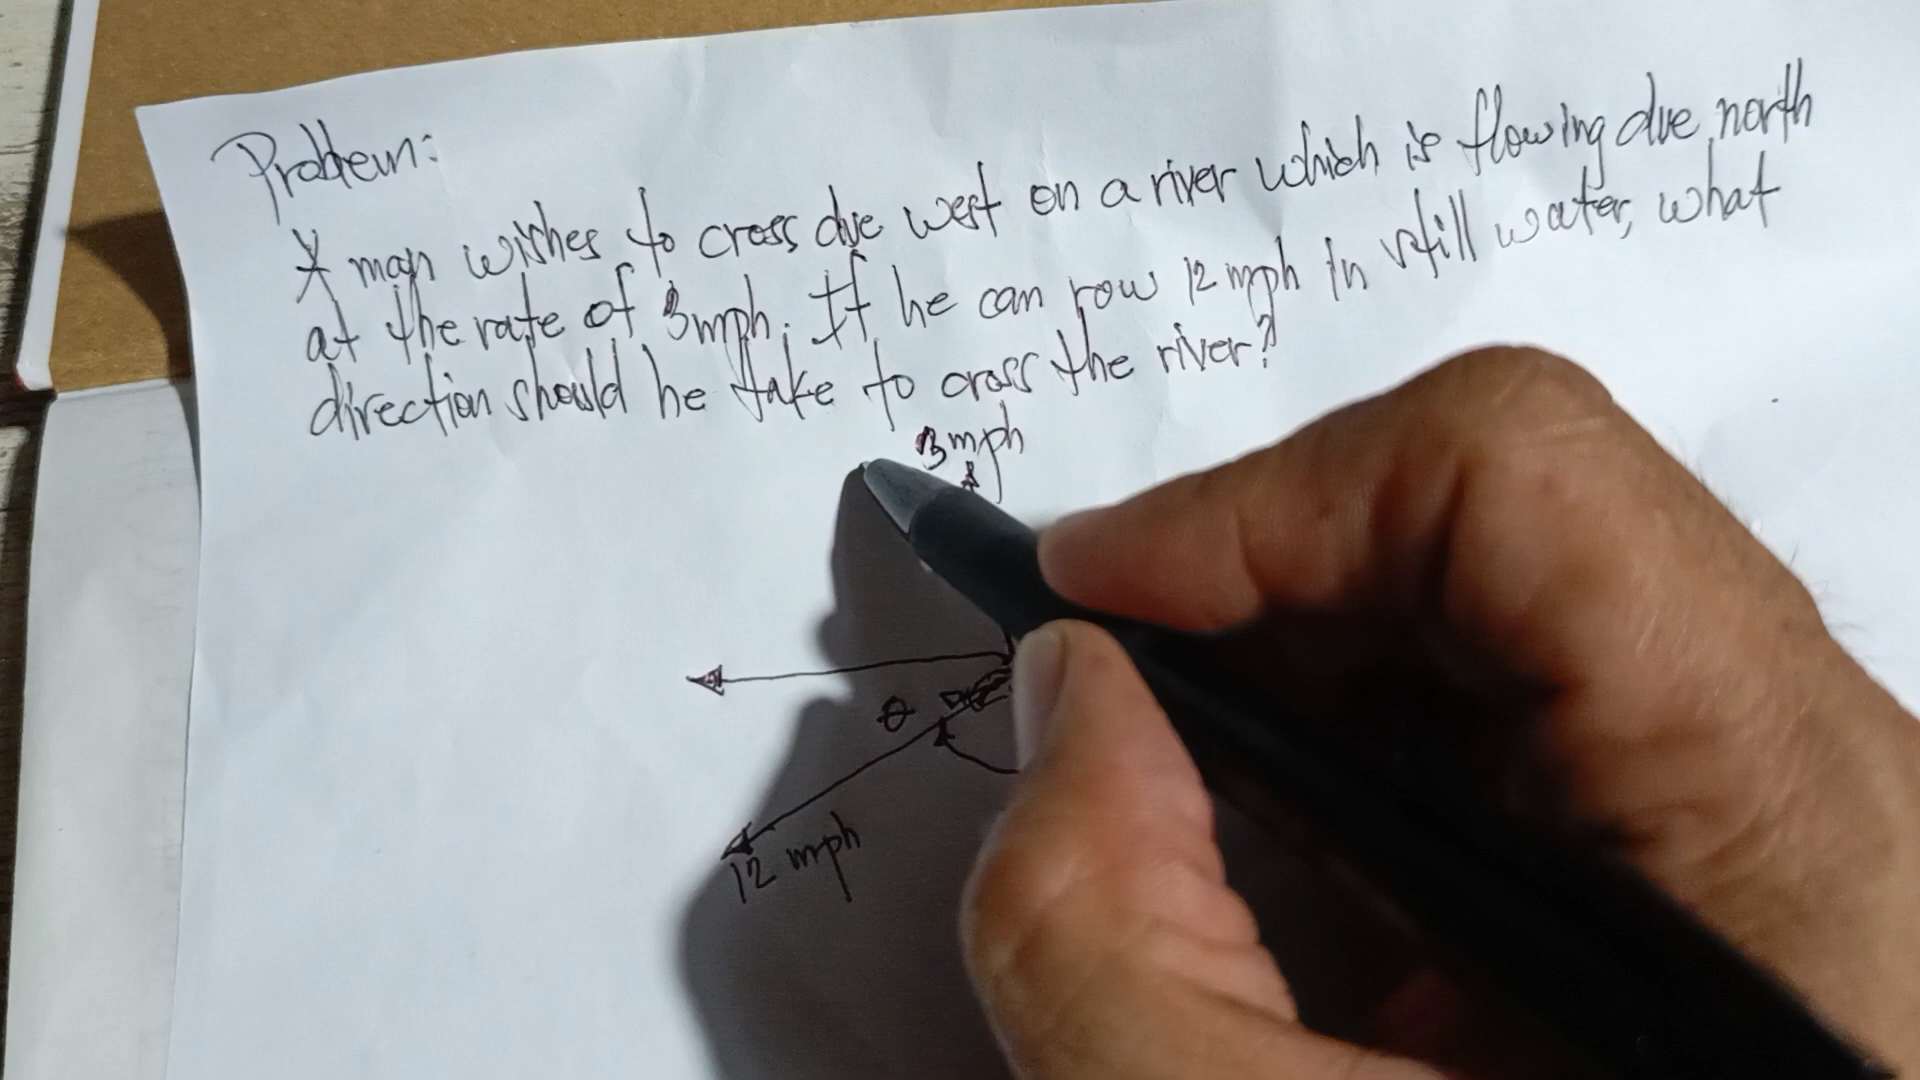 Problem:
A man wishes to cross due west on a river which is flowing due north
at the rate of 3mph. If he can row 12 mph in still water, what
direction should he take to cross the river?
3mph
θ
12 mph